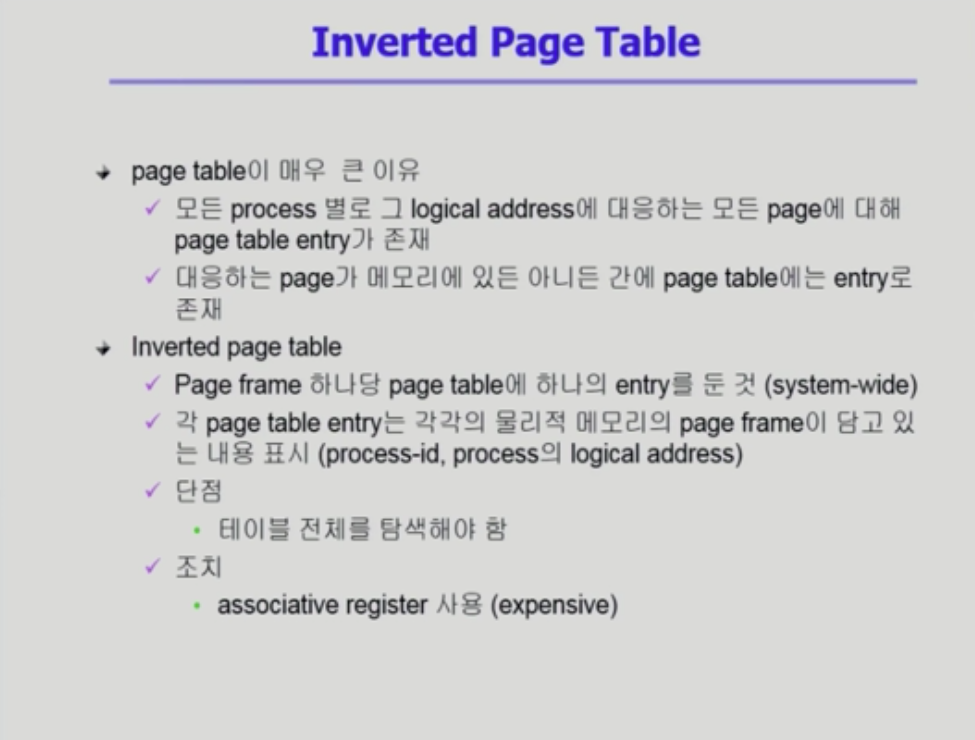 Inverted Page Table
page table이 매우 큰 이유
모든 process 별로 그 logical address에 대응하는 모든 page에 대해
page table entry가 존재
대응하는 page가 메모리에 있든 아니든 간에 page table에는 entry로
존재
Inverted page table
Page frame 하나당 page table에 하나의 entry를 둔 것 (system-wide)
각 page table entry는 각각의 물리적 메모리의 page frame이 담고 있
는 내용 표시 (process-id, process의 logical address)
단점
테이블 전체를 탐색해야 함
조치
associative register 사용 (expensive)